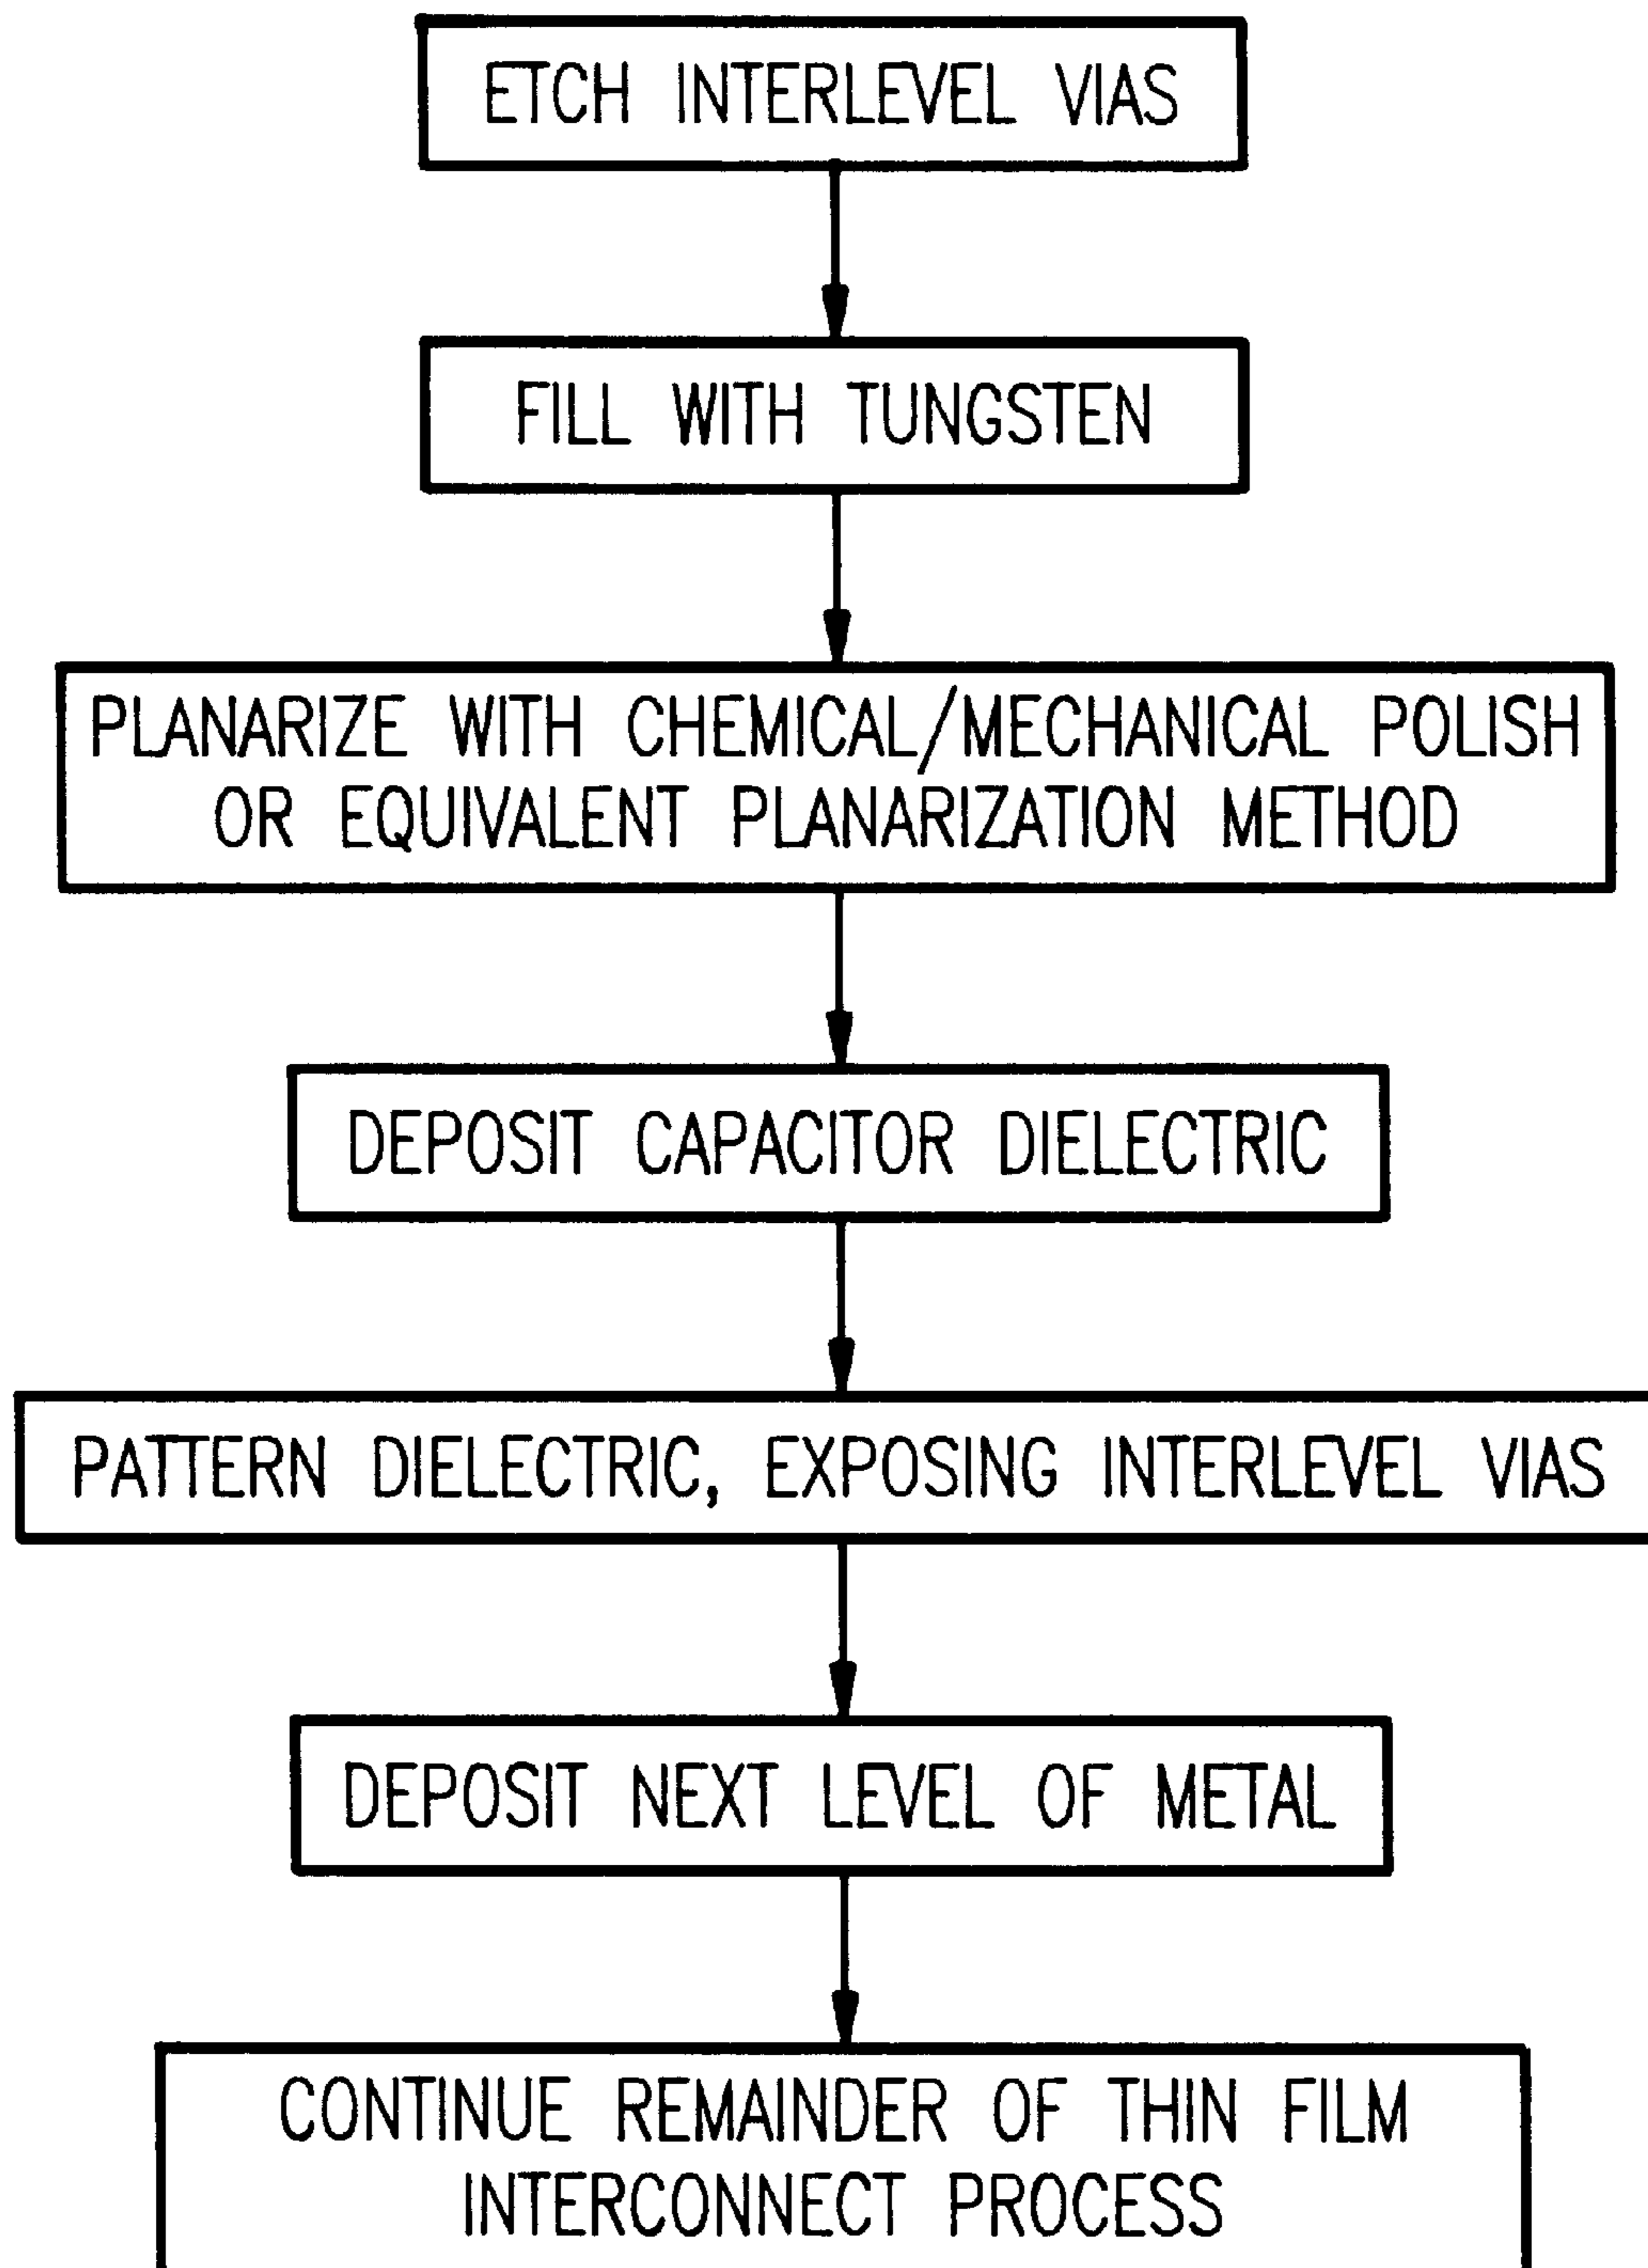 ETCH INTERLEVEL VIAS
FILL WITH TUNGSTEN
PLANARIZE WITH CHEMICAL/MECHANICAL POLISH
OR EQUIVALENT PLANARIZATION METHOD
DEPOSIT CAPACITOR DIELECTRIC
PATTERN DIELECTRIC, EXPOSING INTERLEVEL VIAS
DEPOSIT NEXT LEVEL OF METAL
CONTINUE REMAINDER OF THIN FILM
INTERCONNECT PROCESS